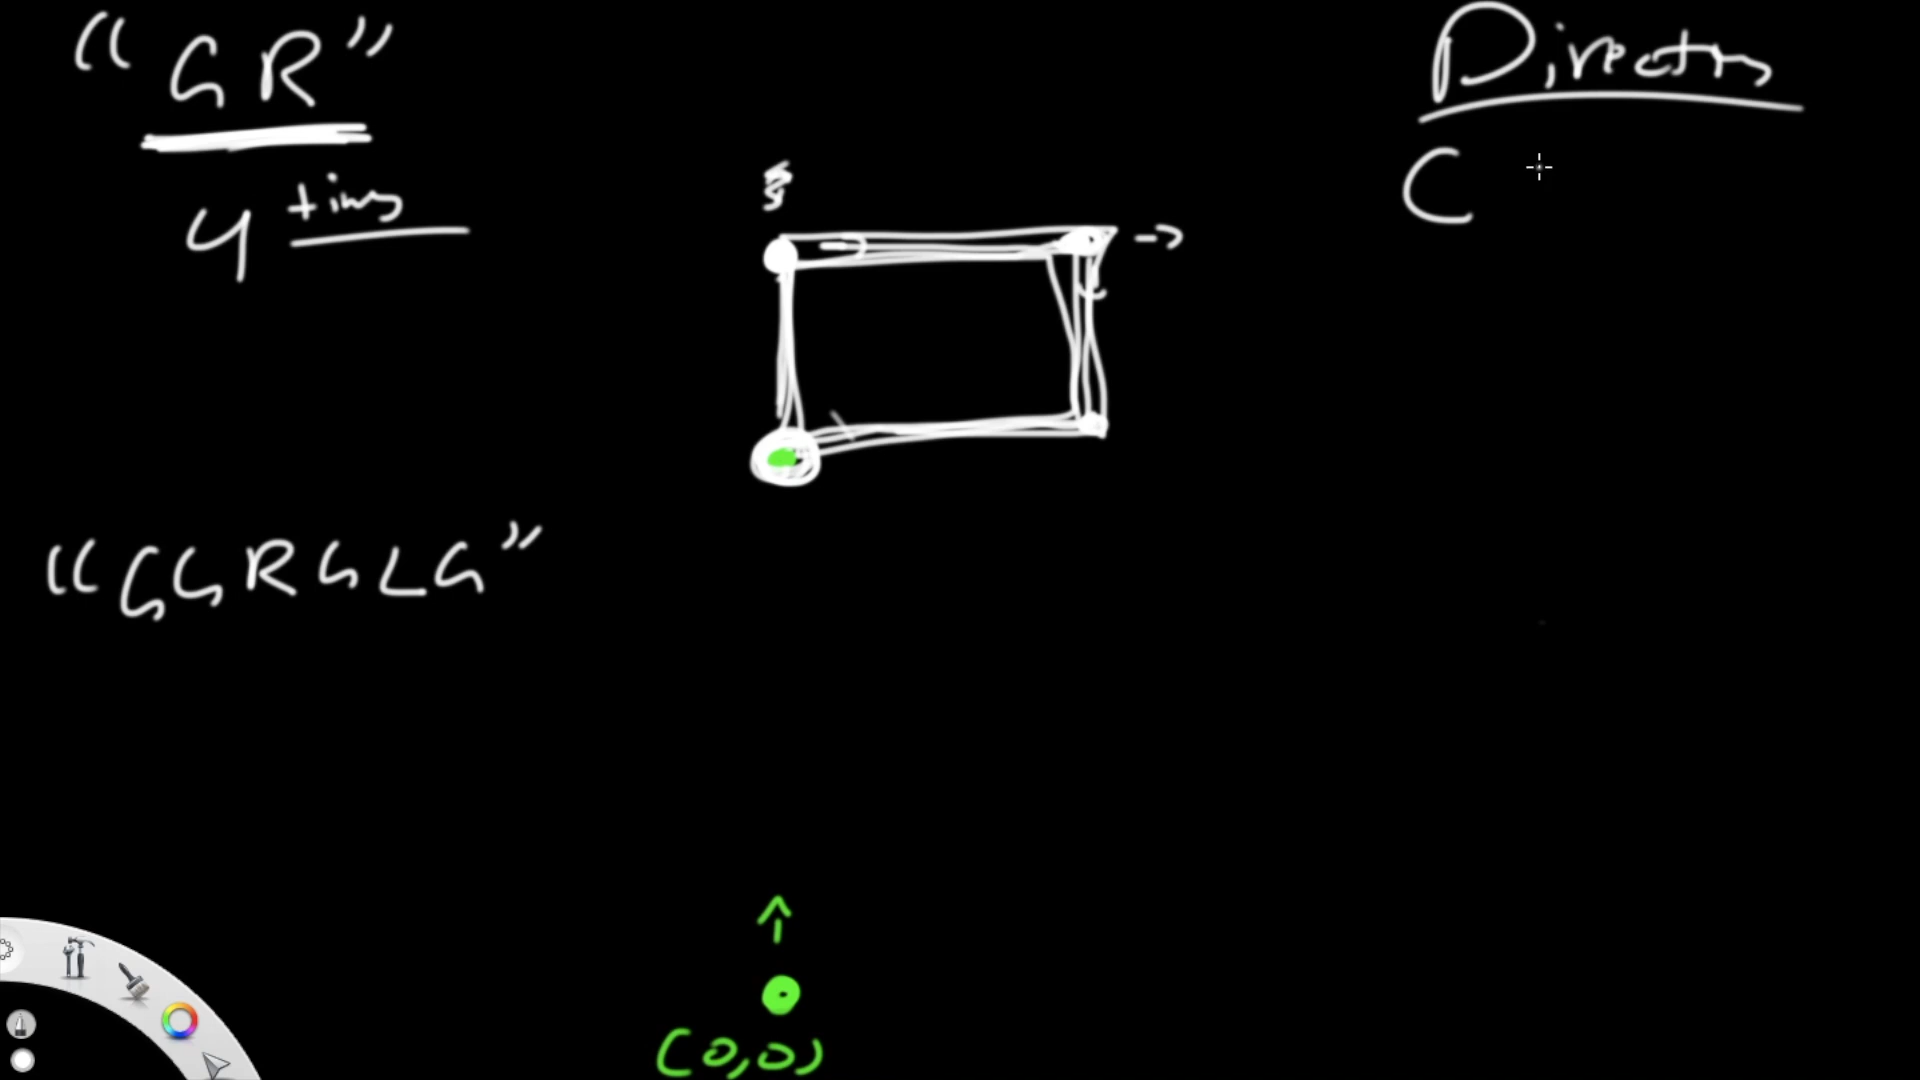 “GR”
4 times
Directions
C
“GGRGLG”
(0,0)